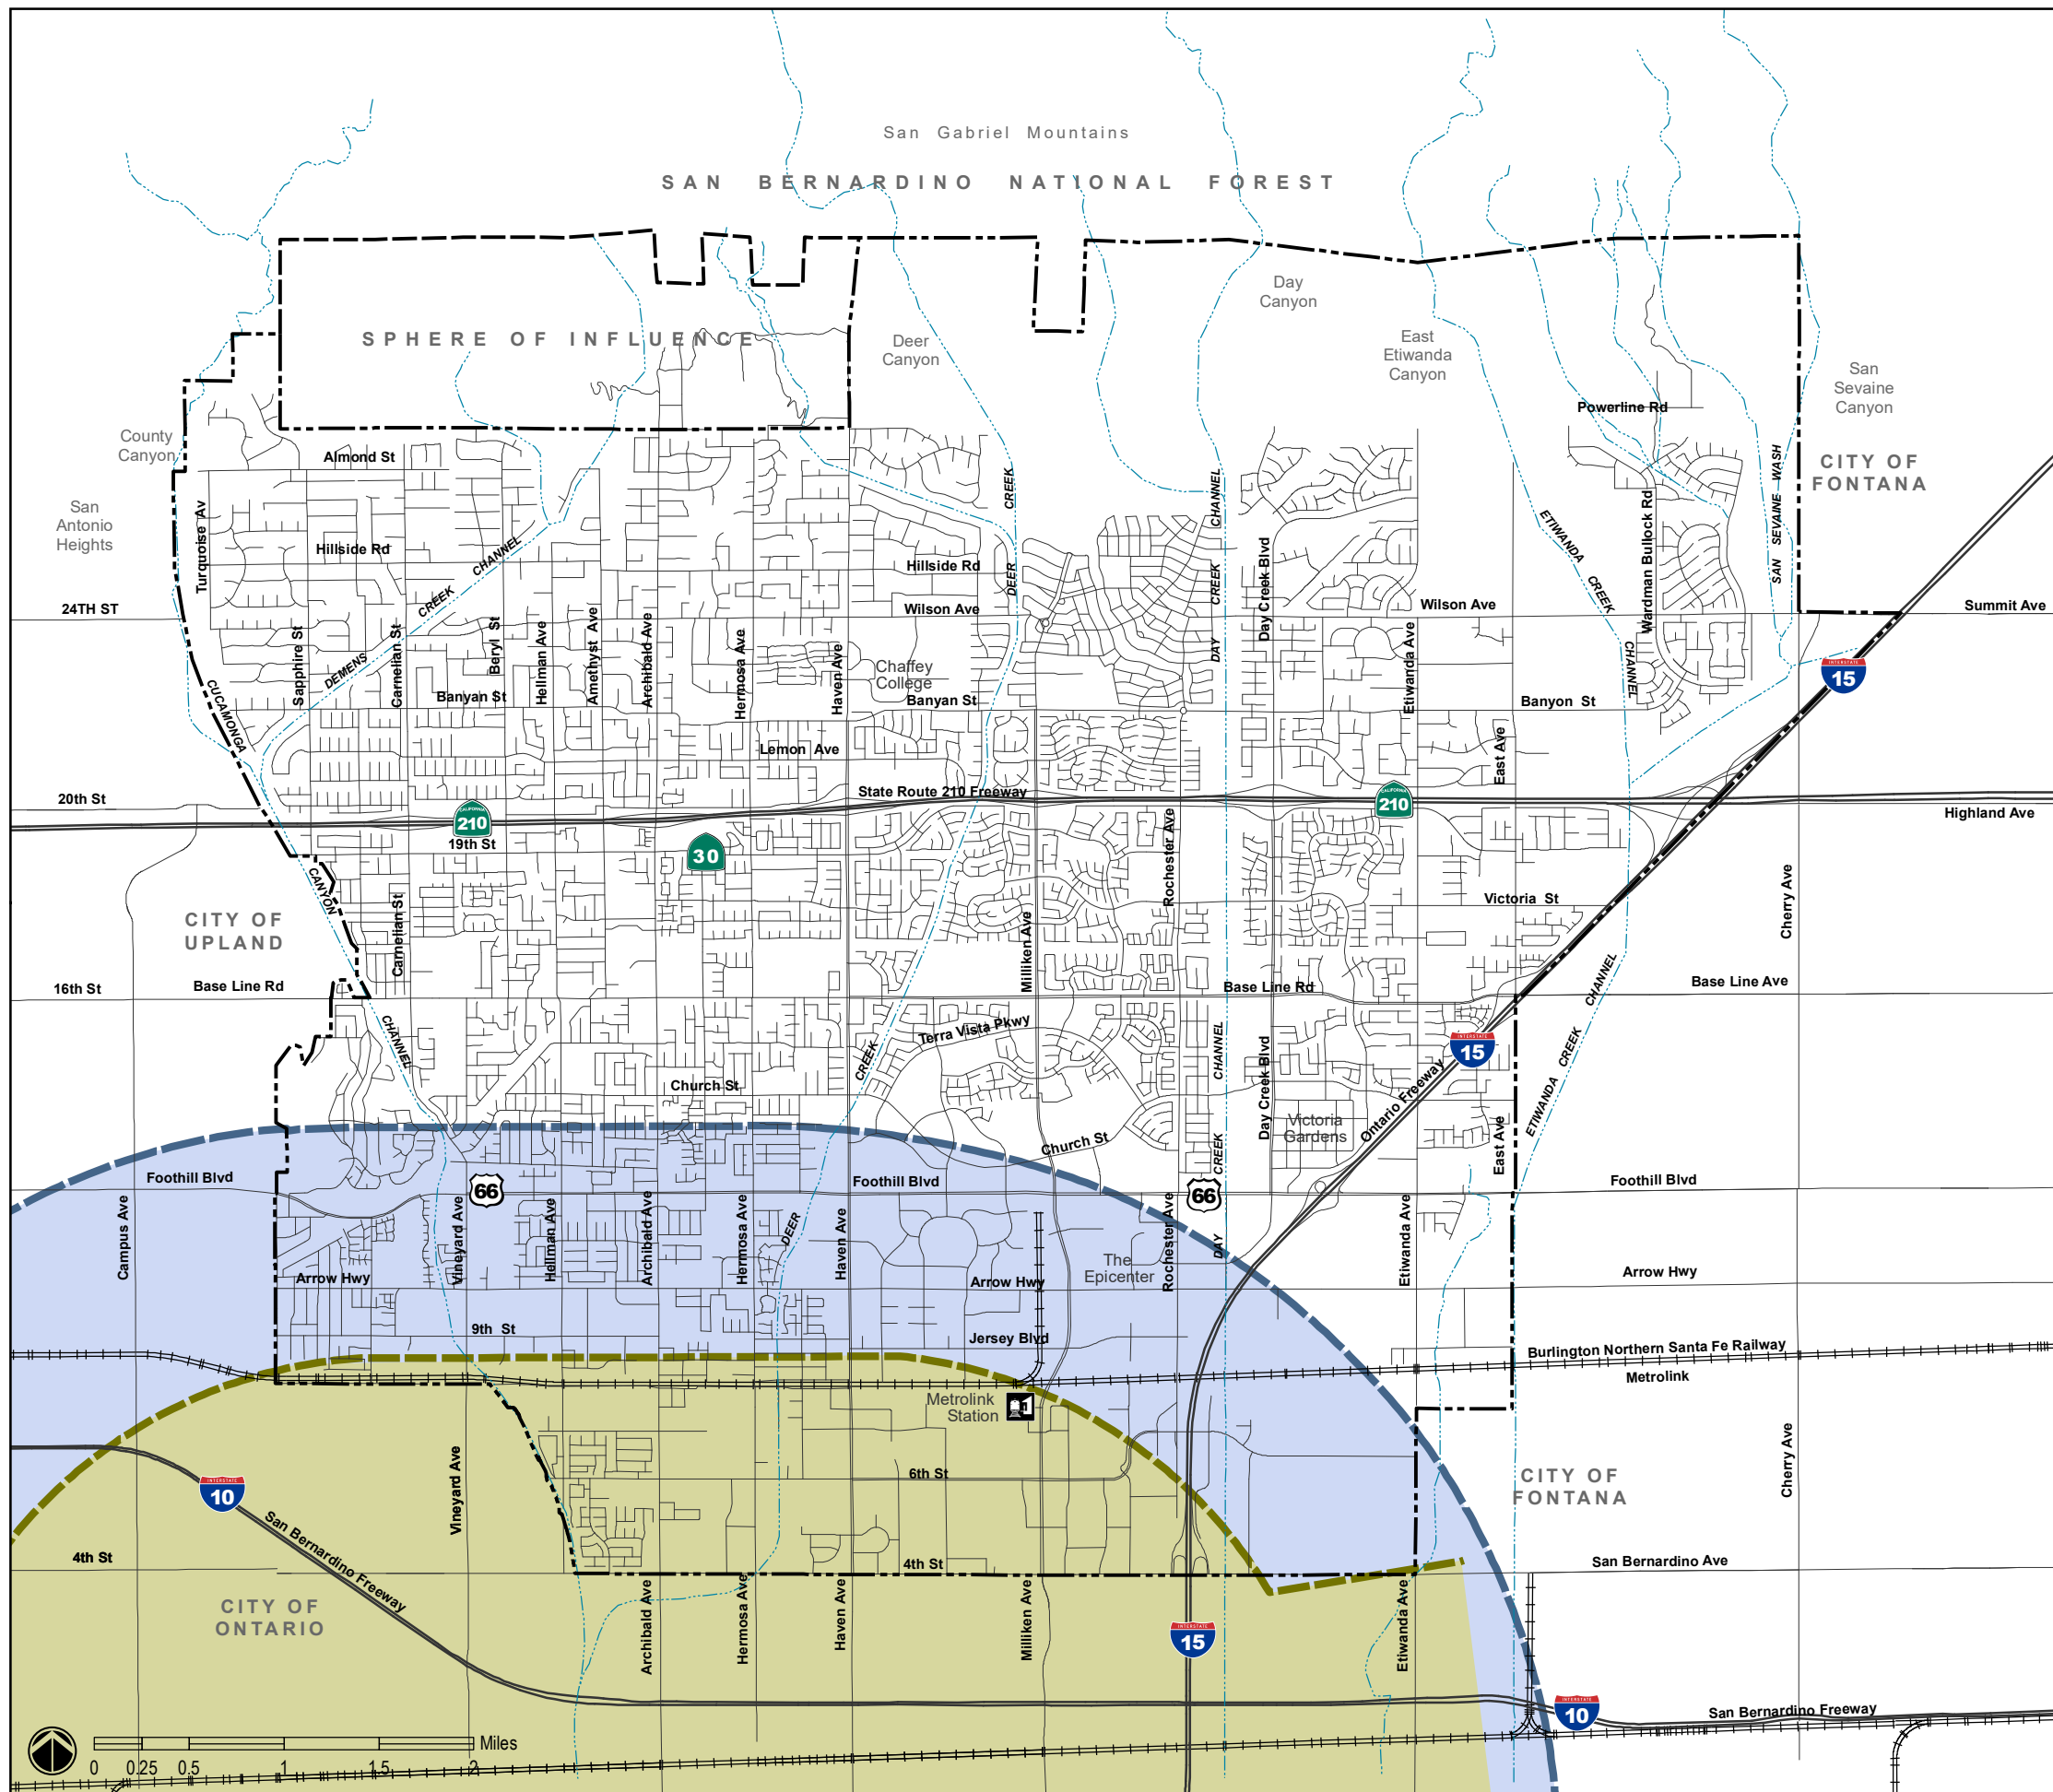 San Gabriel Mountains
SAN BERNARDINO NATIONAL FOREST
Day
Canyon
SPHERE OF INFLUENCE
Deer
Canyon
East
Etiwanda
Canyon
San
Sevaine
Canyon
Powerline Rd
County
Canyon
Almond St
CITY OF
FONTANA
San
Antonio
Heights
Turquoise Av
Hillside Rd
CHANNEL
CREEK
DEMENS
CREEK
DEER
Hillside Rd
CHANNEL
CREEK
DAY
Day Creek Blvd
ETIWANDA
CREEK
CHANNEL
Wardman Bullock Rd
SAN SEVAINE WASH
24TH ST
Wilson Ave
Wilson Ave
Summit Ave
Sapphire St
Carnelian St
Beryl St
Hellman Ave
Amethyst Ave
Archibald Ave
Hermosa Ave
Haven Ave
Chaffey
College
Etiwanda Ave
INTERSTATE
15
CUCAMONGA
Banyan St
Banyan St
Banyon St
Lemon Ave
East Ave
20th St
State Route 210 Freeway
CALIFORNIA
210
CALIFORNIA
210
Highland Ave
19th St
30
Rochester Ave
CANYON
Cherry Ave
Victoria St
CITY OF
UPLAND
Carnelian St
Milliken Ave
16th St
Base Line Rd
Base Line Rd
Base Line Ave
CHANNEL
CHANNEL
Terra Vista Pkwy
CREEK
CHANNEL
Day Creek Blvd
INTERSTATE
15
CREEK
ETIWANDA
Church St
Ontario Freeway
Victoria
Gardens
Church St
CREEK
East Ave
Foothill Blvd
66
Foothill Blvd
66
Foothill Blvd
Campus Ave
Vineyard Ave
Hellman Ave
Archibald Ave
Hermosa Ave
DEER
Haven Ave
The
Epicenter
Rochester Ave
DAY
Etiwanda Ave
Arrow Hwy
Arrow Hwy
Arrow Hwy
9th St
Jersey Blvd
Burlington Northern Santa Fe Railway
Metrolink
Metrolink
Station
Cherry Ave
6th St
CITY OF
FONTANA
INTERSTATE
10
Vineyard Ave
San Bernardino Freeway
4th St
4th St
San Bernardino Ave
CITY OF
ONTARIO
Archibald Ave
Hermosa Ave
Haven Ave
Milliken Ave
INTERSTATE
15
Etiwanda Ave
INTERSTATE
10
San Bernardino Freeway
Miles
0 0.25 0.5 1 1.5 2